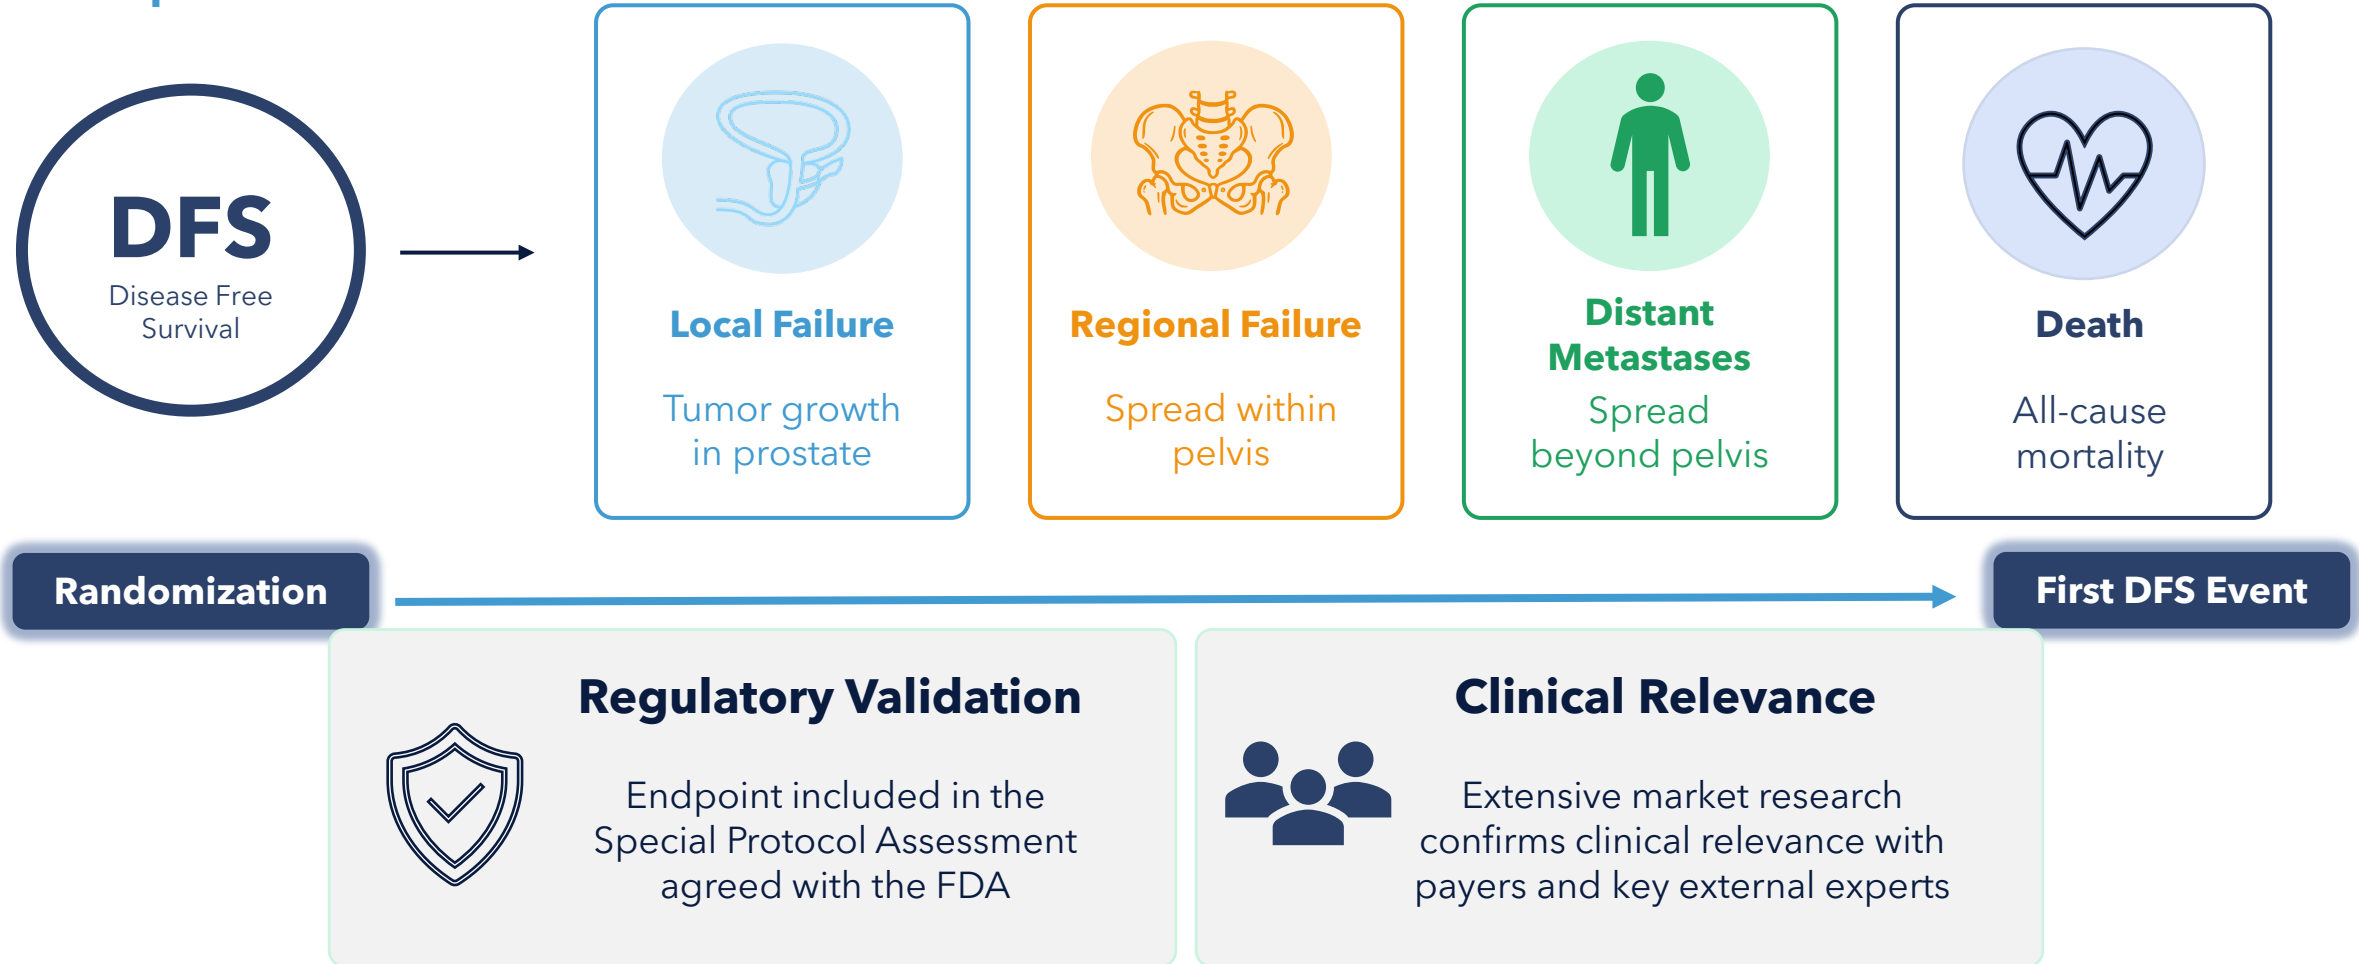 DFS
Disease Free
Survival
Local Failure
Tumor growth
in prostate
Regional Failure
Spread within
pelvis
Distant
Metastases
Spread
beyond pelvis
Death
All-cause
mortality
Randomization
First DFS Event
Regulatory Validation
Endpoint included in the
Special Protocol Assessment
agreed with the FDA
Clinical Relevance
Extensive market research
confirms clinical relevance with
payers and key external experts